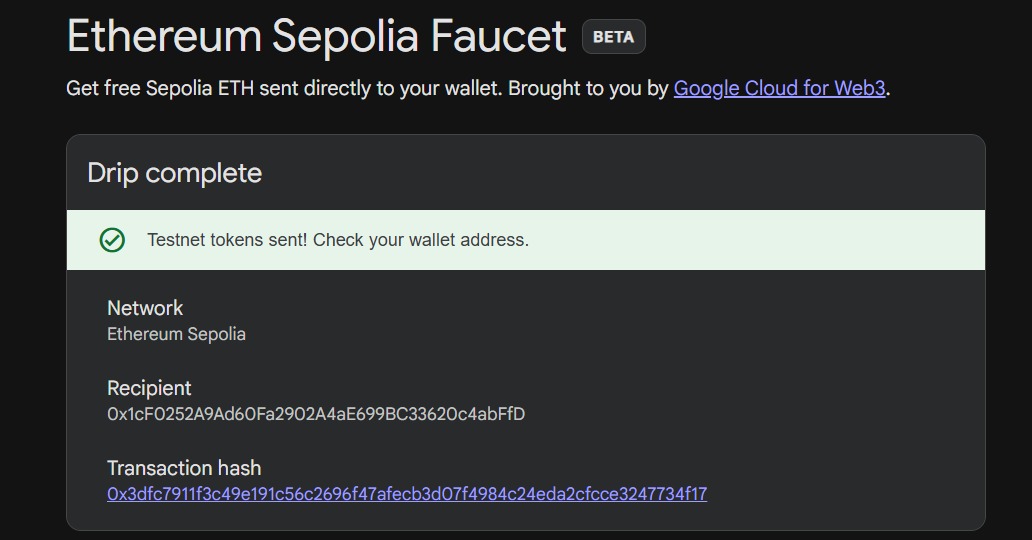 Ethereum Sepolia Faucet BETA
Get free Sepolia ETH sent directly to your wallet. Brought to you by Google Cloud for Web3.
Drip complete
Testnet tokens sent! Check your wallet address.
Network
Ethereum Sepolia
Recipient
0x1cF0252A9Ad60Fa2902A4aE699BC33620c4abFfD
Transaction hash
0x3dfc7911f3c49e191c56c2696f47afecb3d07f4984c24eda2cfcce3247734f17